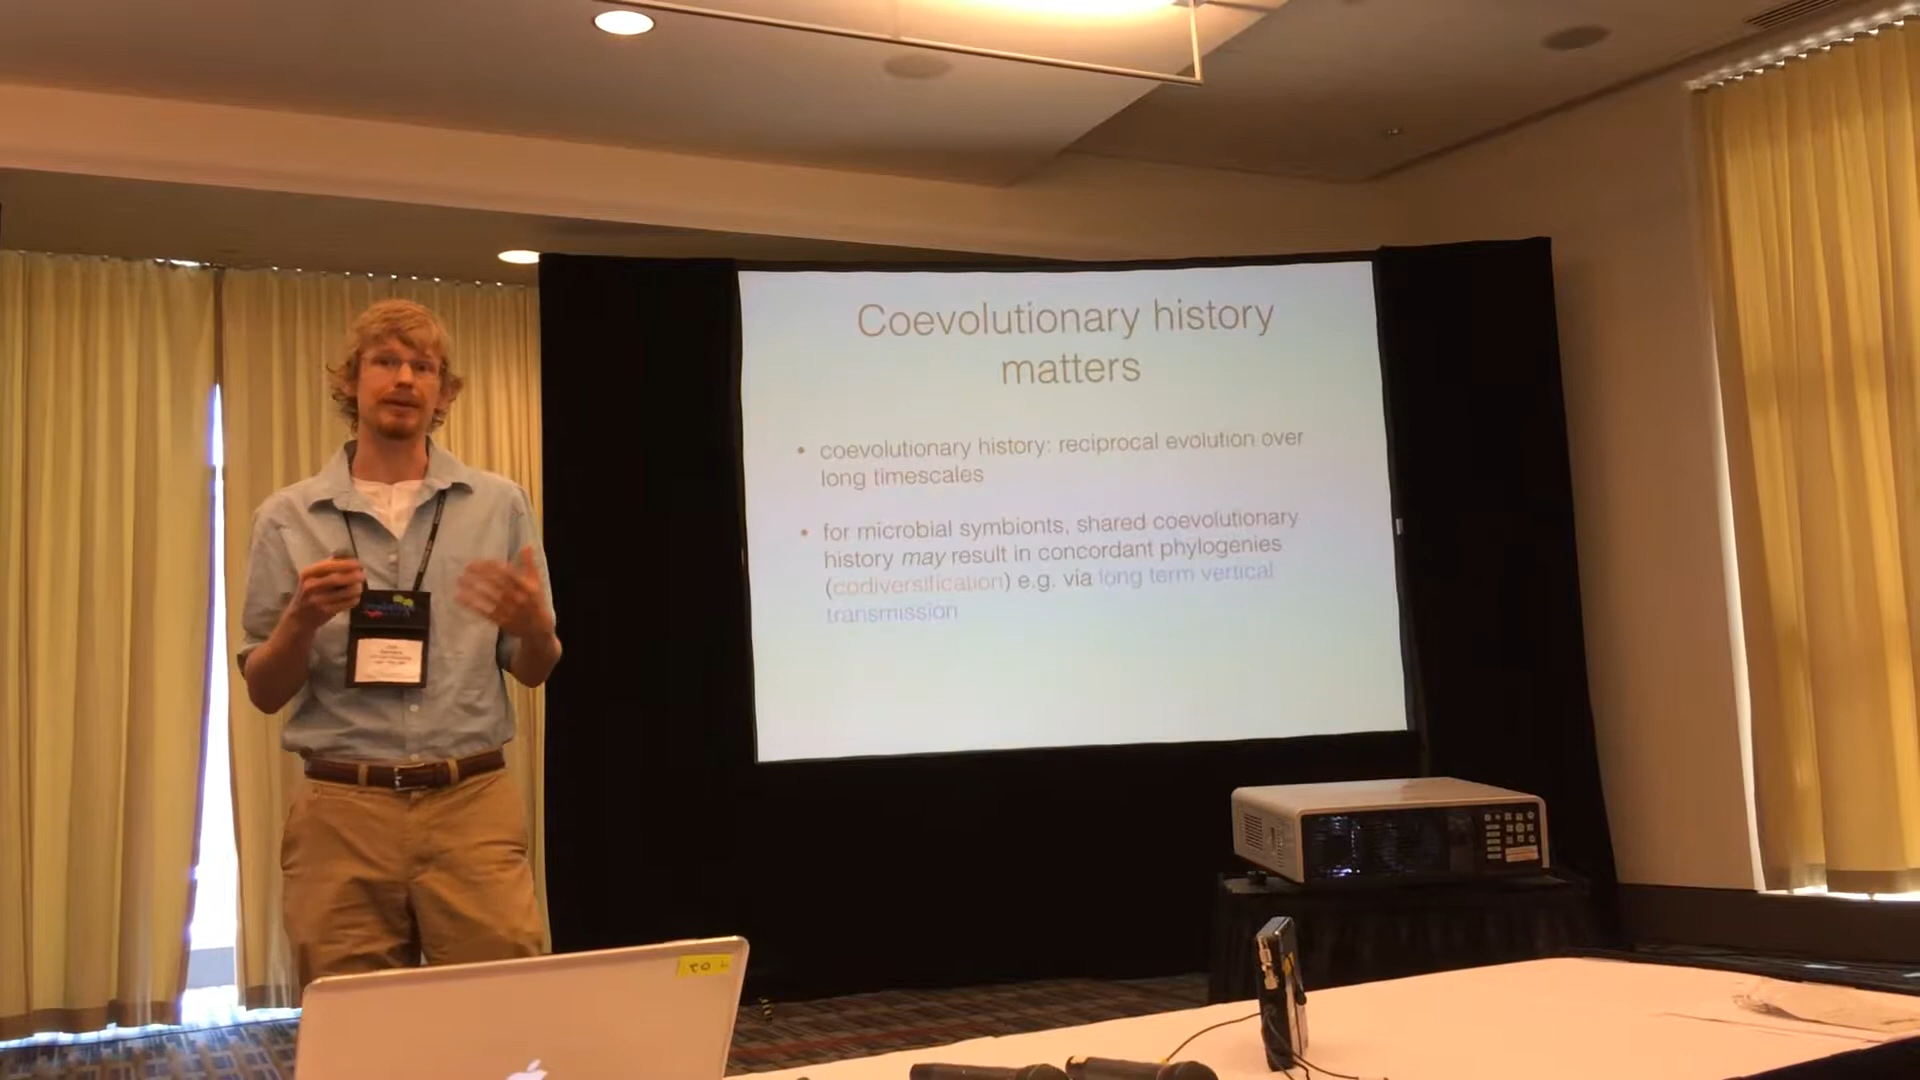 Coevolutionary history
matters
• coevolutionary history: reciprocal evolution over
long timescales
• for microbial symbionts, shared coevolutionary
history may result in concordant phylogenies
(codiversification) e.g. via long term vertical
transmission